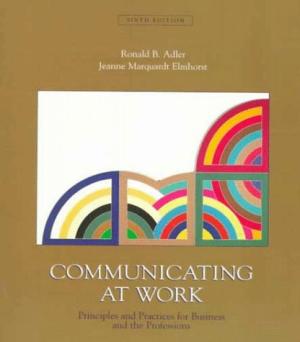 SIXTH EDITION
Ronald B. Adler
Jeanne Marquardt Elmhorst
COMMUNICATING
AT WORK
Principles and Practices for Business
and the Professions